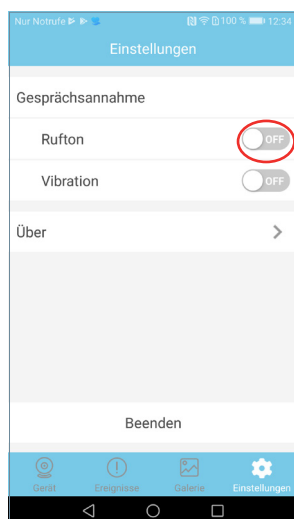 Nur Notrufe 100 % 12:34
Einstellungen
Gesprächsannahme
Rufton OFF
Vibration OFF
Über
Beenden
Gerät Ereignisse Galerie Einstellungen